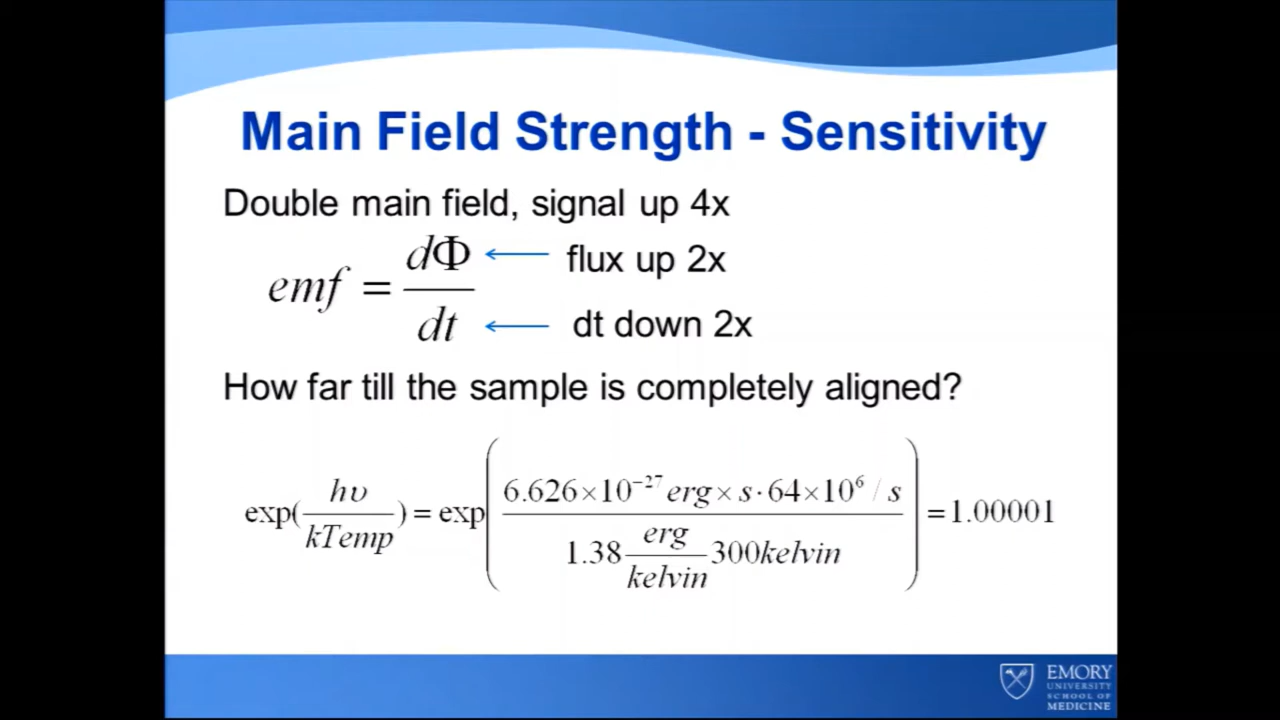 Main Field Strength - Sensitivity
Double main field, signal up 4x
emf = dΦ/dt
flux up 2x
dt down 2x
How far till the sample is completely aligned?
exp(hυ/kTemp) = exp(6.626×10⁻²⁷ erg × s · 64×10⁶ / s / 1.38 erg/kelvin 300kelvin) = 1.00001
EMORY
UNIVERSITY
SCHOOL OF
MEDICINE